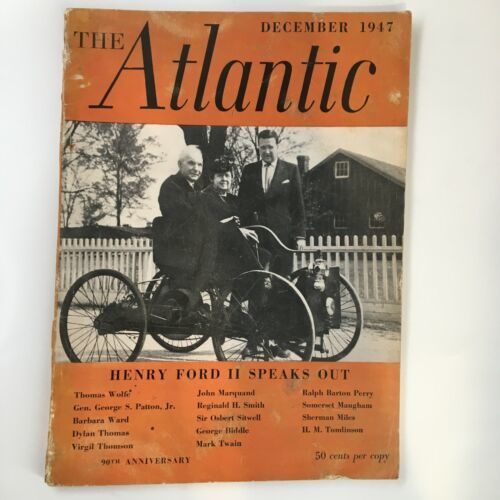 DECEMBER 1947
THE Atlantic
HENRY FORD II SPEAKS OUT
Thomas Wolfe
Gen. George S. Patton, Jr.
Barbara Ward
Dylan Thomas
Virgil Thomson
John Marquand
Reginald H. Smith
Sir Osbert Sitwell
George Biddle
Mark Twain
Ralph Barton Perry
Somerset Maugham
Sherman Miles
H. M. Tomlinson
90TH ANNIVERSARY
50 cents per copy